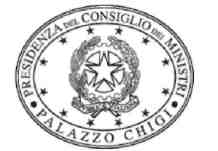 PRESIDENZA DEL CONSIGLIO DEI MINISTRI
PALAZZO CHIGI